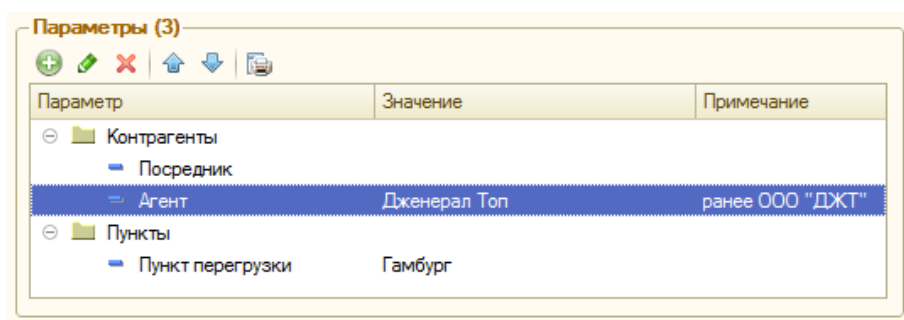 Параметры (3)
Параметр Значение Примечание
Контрагенты
Посредник
Агент Дженерал Топ ранее ООО "ДЖТ"
Пункты
Пункт перегрузки Гамбург